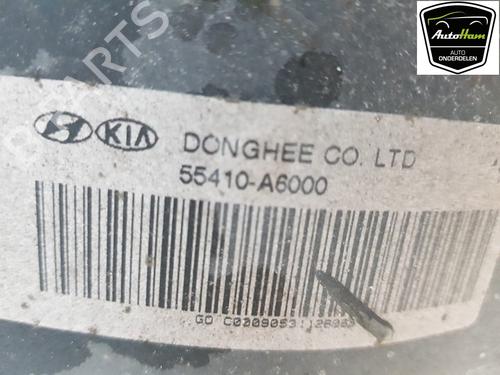 AutoHam
AUTO
ONDERDELEN
PARTS
KIA DONGHEE CO. LTD
55410-A6000